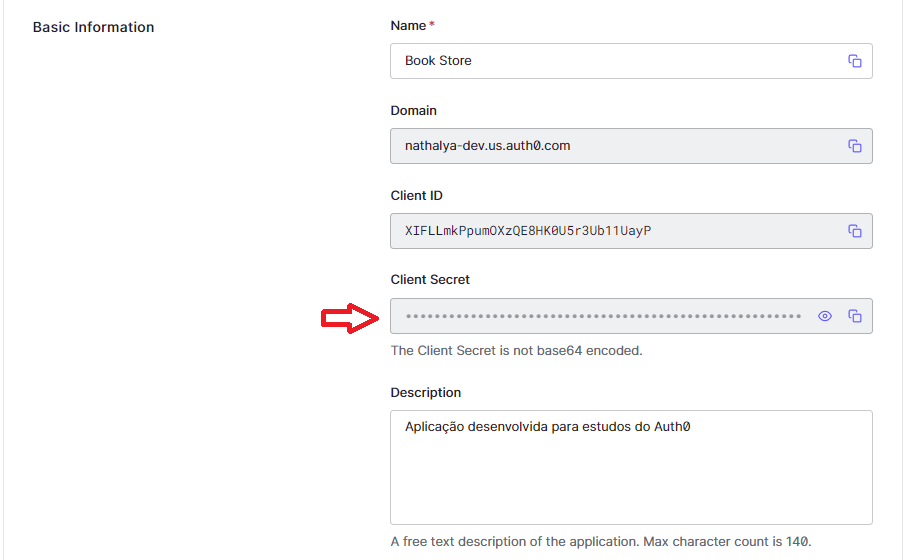 Basic Information
Name *
Book Store
Domain
nathalya-dev.us.auth0.com
Client ID
XIFLLmkPpumOXzQE8HK0U5r3Ub11UayP
Client Secret
The Client Secret is not base64 encoded.
Description
Aplicação desenvolvida para estudos do Auth0
A free text description of the application. Max character count is 140.